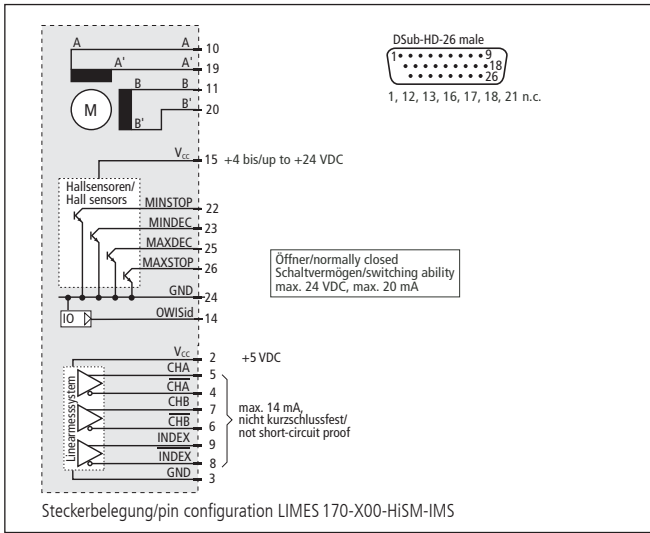 DSub-HD-26 male
1 9
18
26
1, 12, 13, 16, 17, 18, 21 n.c.
A A 10
A' A' 19
B B 11
M
B' B' 20
Vcc 15 +4 bis/up to +24 VDC
Hallsensoren/
Hall sensors
MINSTOP 22
MINDEC 23
MAXDEC 25
MAXSTOP 26
GND 24
IO OWISid 14
Öffner/normally closed
Schaltvermögen/switching ability
max. 24 VDC, max. 20 mA
Linearmesssystem
Vcc 2 +5 VDC
CHA 5
C̅H̅A̅ 4
CHB 7
C̅H̅B̅ 6
INDEX 9
I̅N̅D̅E̅X̅ 8
GND 3
max. 14 mA,
nicht kurzschlussfest/
not short-circuit proof
Steckerbelegung/pin configuration LIMES 170-X00-HiSM-IMS